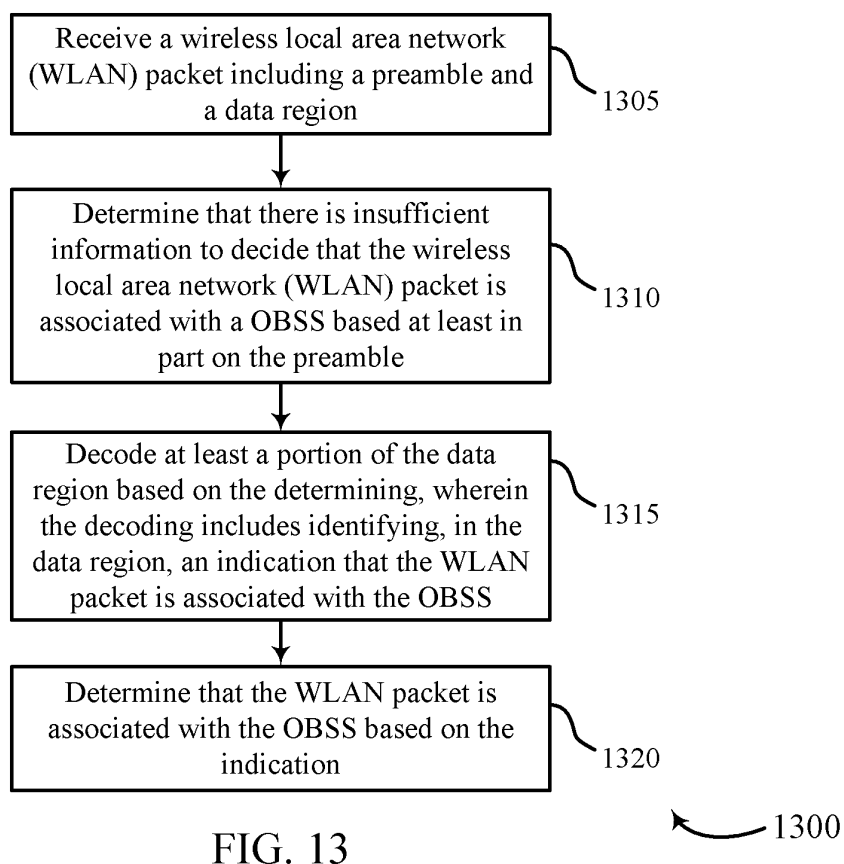 Receive a wireless local area network
(WLAN) packet including a preamble and
a data region
1305
Determine that there is insufficient
information to decide that the wireless
local area network (WLAN) packet is
associated with a OBSS based at least in
part on the preamble
1310
Decode at least a portion of the data
region based on the determining, wherein
the decoding includes identifying, in the
data region, an indication that the WLAN
packet is associated with the OBSS
1315
Determine that the WLAN packet is
associated with the OBSS based on the
indication
1320
1300
FIG. 13